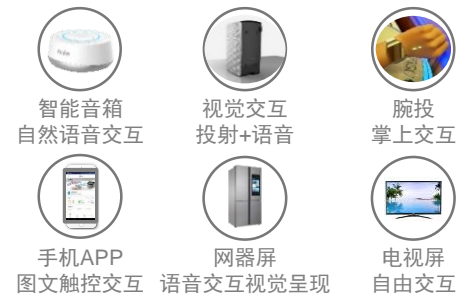 智能音箱
自然语音交互
视觉交互
投射+语音
腕投
掌上交互
手机APP
图文触控交互
网器屏
语音交互视觉呈现
电视屏
自由交互